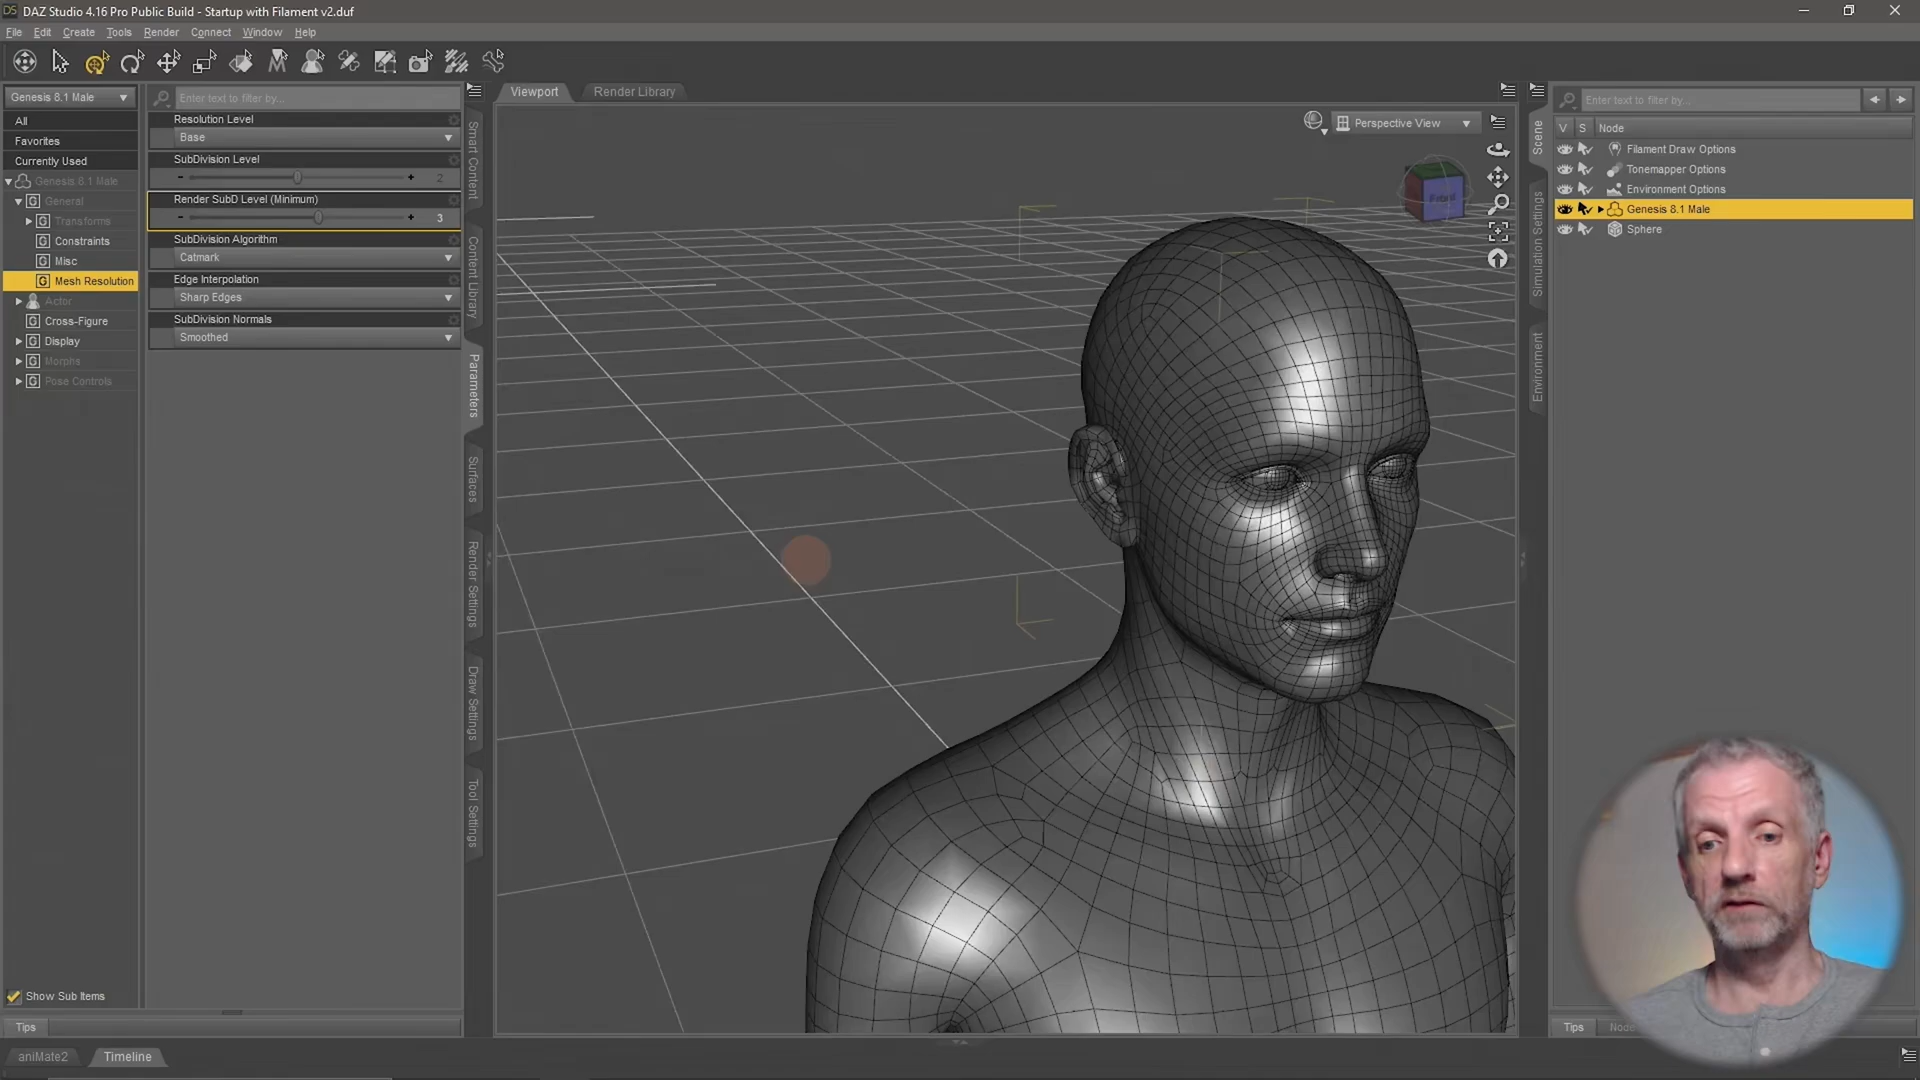 DAZ Studio 4.16 Pro Public Build - Startup with Filament v2.duf
File Edit Create Tools Render Connect Window Help
Genesis 8.1 Male
All
Favorites
Currently Used
Genesis 8.1 Male
General
Transforms
Constraints
Misc
Mesh Resolution
Actor
Cross-Figure
Display
Morphs
Pose Controls
Show Sub Items
Tips
Enter text to filter by...
Resolution Level
Base
SubDivision Level
2
Render SubD Level (Minimum)
3
SubDivision Algorithm
Catmark
Edge Interpolation
Sharp Edges
SubDivision Normals
Smoothed
Smart Content
Content Library
Parameters
Surfaces
Render Settings
Draw Settings
Tool Settings
Viewport Render Library
Perspective View
Front
Scene
Simulation Settings
Environment
Enter text to filter by...
V S Node
Filament Draw Options
Tonemapper Options
Environment Options
Genesis 8.1 Male
Sphere
Tips
aniMate2 Timeline